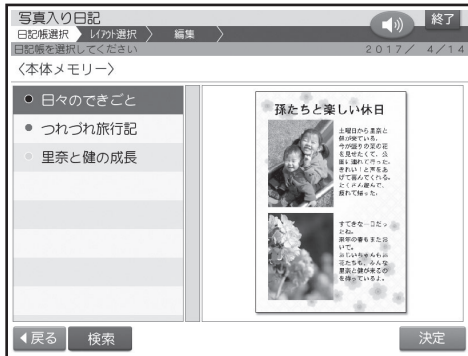 写真入り日記
終了
日記帳選択 レイアウト選択 編集
日記帳を選択してください
2017/ 4/14
〈本体メモリー〉
● 日々のできごと
● つれづれ旅行記
● 里奈と健の成長
孫たちと楽しい休日
土曜日から里奈と
健が来ている。
今が盛りの菜の花
を見せたくて、公
園に連れて行った。
きれい！と声をあ
げて喜んでくれる。
たくさん遊んで、
疲れて帰った。
すてきな一日だっ
たね。
来年の春もまたお
いで。
おじいちゃんもお
花たちも、みんな
里奈と健が来るの
を待っているよ。
戻る
検索
決定